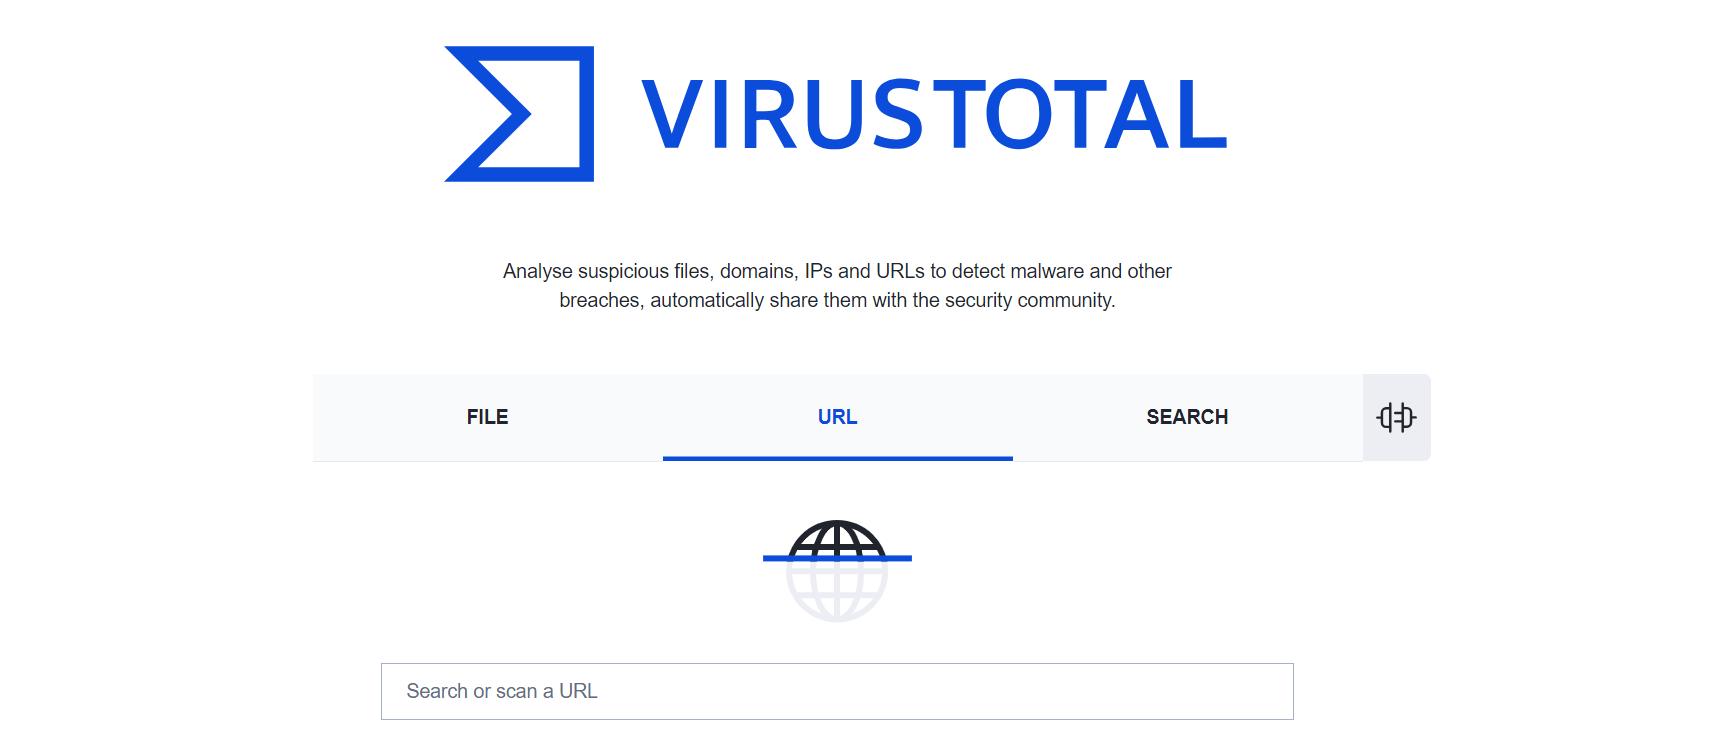 VIRUSTOTAL
Analyse suspicious files, domains, IPs and URLs to detect malware and other
breaches, automatically share them with the security community.
FILE
URL
SEARCH
Search or scan a URL